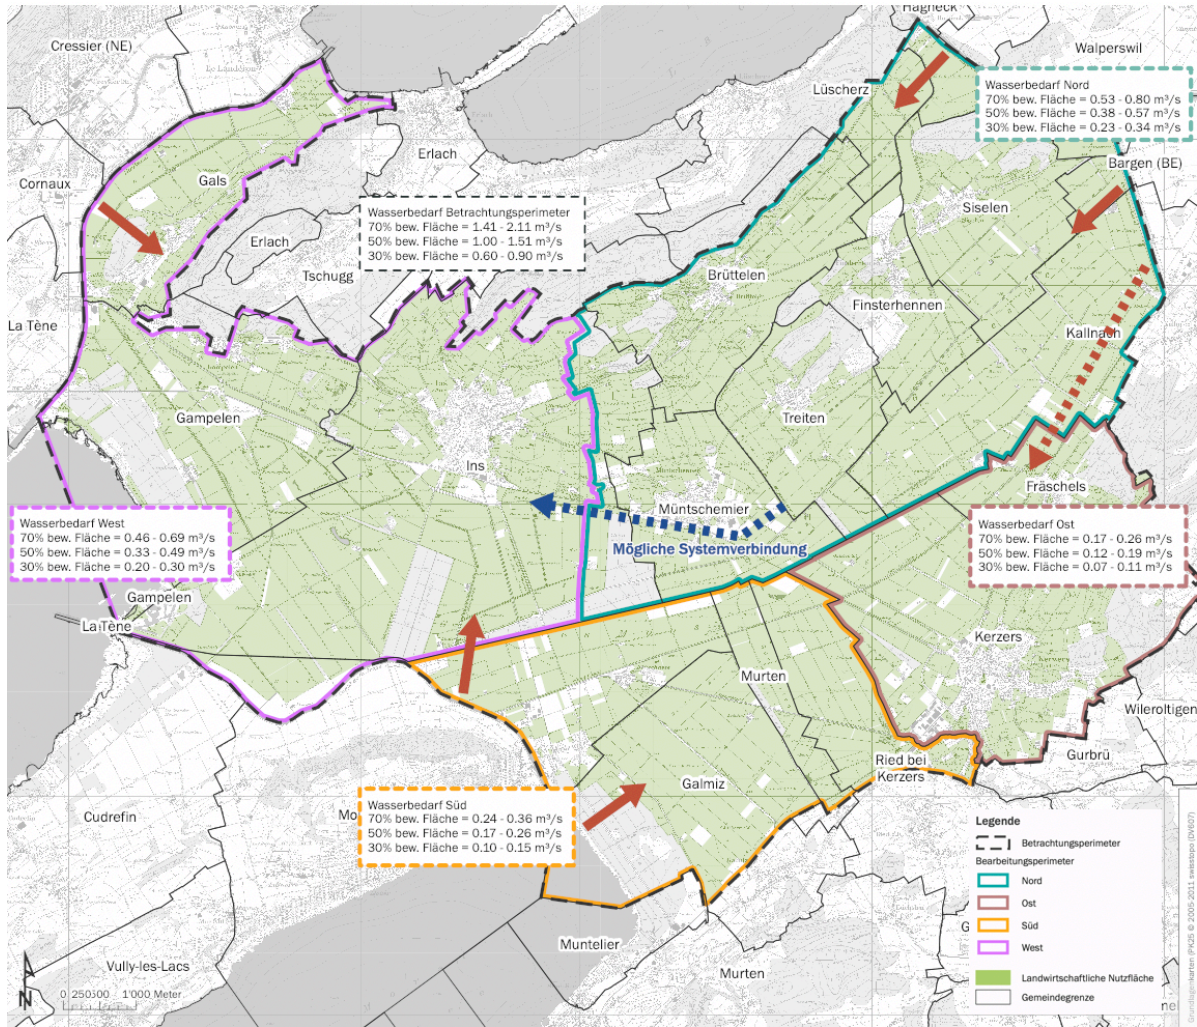 Hagneck
Cressier (NE)
Walperswil
Le Landeron
Lüscherz
Wasserbedarf Nord
70% bew. Fläche = 0.53 - 0.80 m³/s
50% bew. Fläche = 0.38 - 0.57 m³/s
30% bew. Fläche = 0.23 - 0.34 m³/s
Erlach
Bargen (BE)
Cornaux
Gals
Siselen
Wasserbedarf Betrachtungsperimeter
70% bew. Fläche = 1.41 - 2.11 m³/s
50% bew. Fläche = 1.00 - 1.51 m³/s
30% bew. Fläche = 0.60 - 0.90 m³/s
Erlach
Tschugg
Brüttelen
Finsterhennen
La Tène
Kallnach
Gampelen
Treiten
Ins
Fräschels
Müntschemier
Mögliche Systemverbindung
Wasserbedarf West
70% bew. Fläche = 0.46 - 0.69 m³/s
50% bew. Fläche = 0.33 - 0.49 m³/s
30% bew. Fläche = 0.20 - 0.30 m³/s
Wasserbedarf Ost
70% bew. Fläche = 0.17 - 0.26 m³/s
50% bew. Fläche = 0.12 - 0.19 m³/s
30% bew. Fläche = 0.07 - 0.11 m³/s
Gampelen
La Tène
Kerzers
Murten
Wileroltigen
Gurbrü
Ried bei
Kerzers
Galmiz
Wasserbedarf Süd
70% bew. Fläche = 0.24 - 0.36 m³/s
50% bew. Fläche = 0.17 - 0.26 m³/s
30% bew. Fläche = 0.10 - 0.15 m³/s
Mo
Cudrefin
Legende
Betrachtungsperimeter
Bearbeitungsperimeter
Nord
Ost
Süd
West
Landwirtschaftliche Nutzfläche
Gemeindegrenze
G
Muntelier
Vully-les-Lacs
Murten
ne
N
1'000 Meter